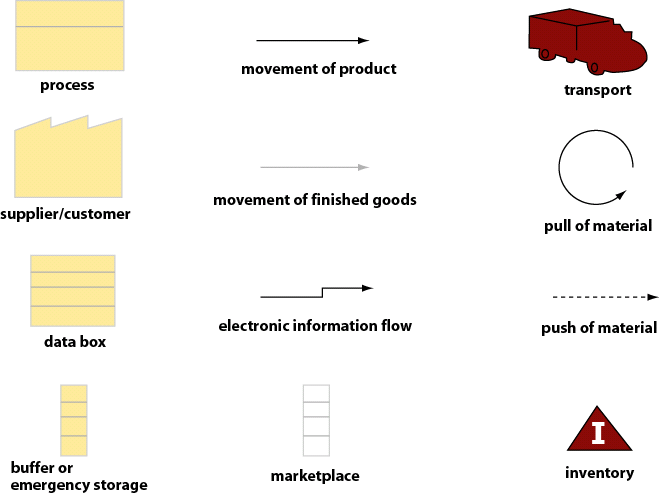 process
movement of product
transport
supplier/customer
movement of finished goods
pull of material
data box
electronic information flow
push of material
buffer or
emergency storage
marketplace
I
inventory